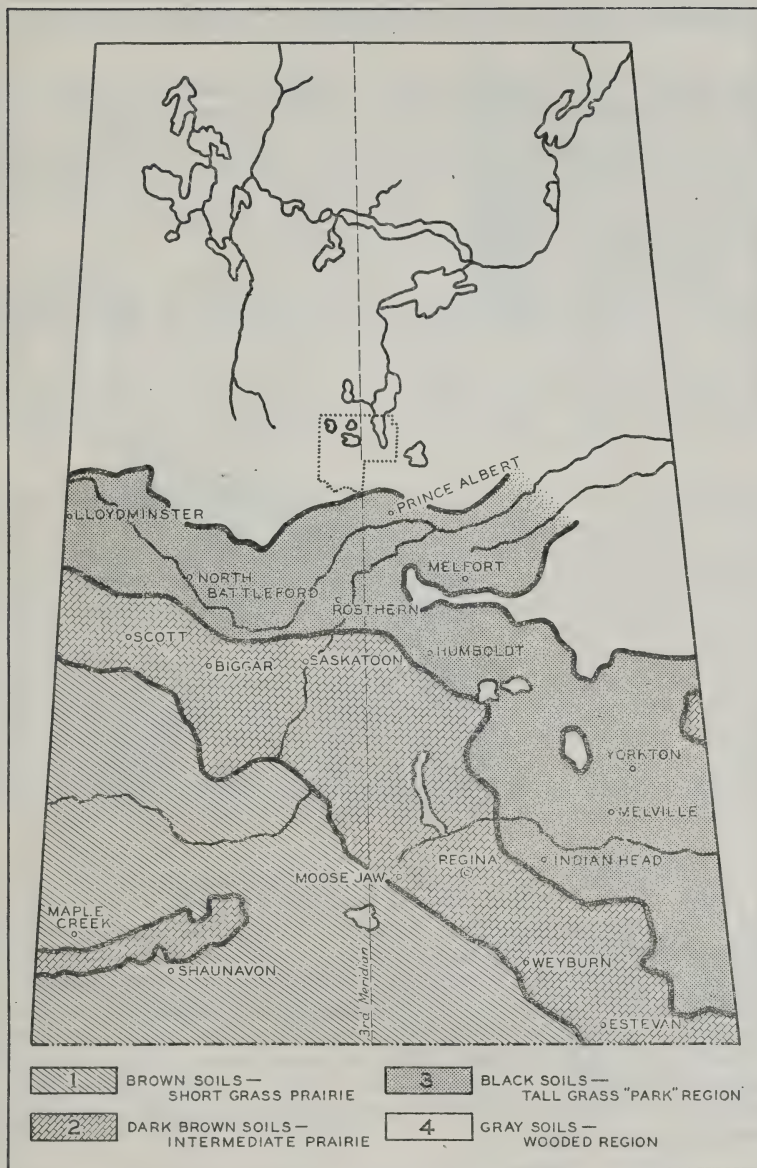 PRINCE ALBERT
LLOYDMINSTER
NORTH
BATTLEFORD
MELFORT
ROSTHERN
SCOTT
BIGGAR
SASKATOON
HUMBOLDT
YORKTON
MELVILLE
MOOSE JAW
REGINA
INDIAN HEAD
MAPLE
CREEK
SHAUNAVON
3rd Meridian
WEYBURN
ESTEVAN
1 BROWN SOILS—
SHORT GRASS PRAIRIE
2 DARK BROWN SOILS—
INTERMEDIATE PRAIRIE
3 BLACK SOILS—
TALL GRASS "PARK" REGION
4 GRAY SOILS—
WOODED REGION